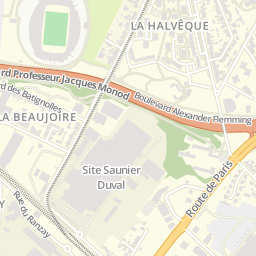 LA HALVÊQUE
Professeur Jacques Monod
Boulevard Alexander Flemming
des Batignolles
LA BEAUJOIRE
Site Saunier
Duval
Route de Paris
Rue du Ranzay